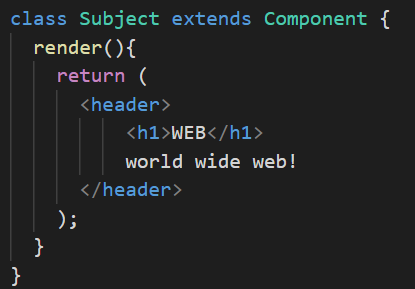 class Subject extends Component {
  render(){
    return (
      <header>
          <h1>WEB</h1>
          world wide web!
      </header>
    );
  }
}